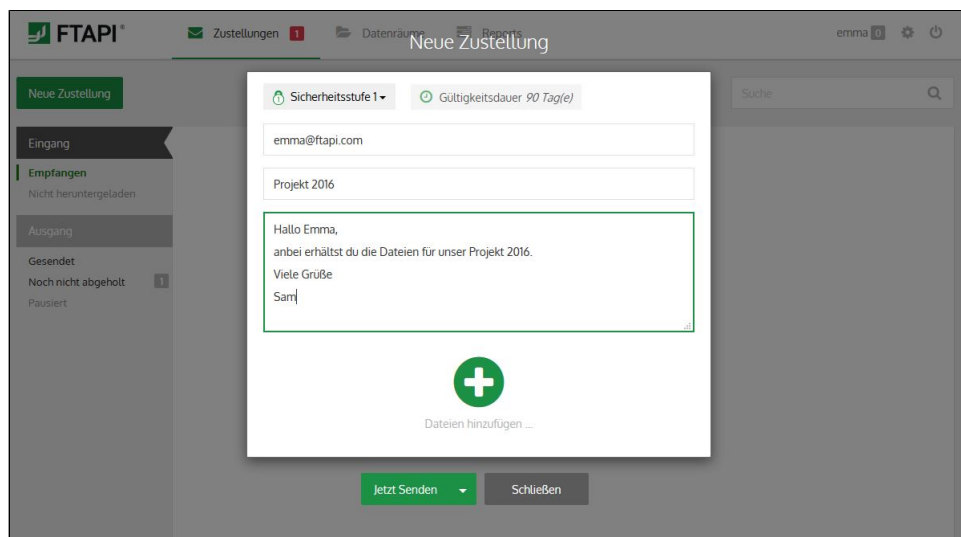 FTAPI®
Zustellungen 1
Datenräume
Reports
emma 0
Neue Zustellung
Neue Zustellung
Sicherheitsstufe 1
Gültigkeitsdauer 90 Tag(e)
Suche
emma@ftapi.com
Eingang
Empfangen
Nicht heruntergeladen
Projekt 2016
Ausgang
Gesendet
Noch nicht abgeholt 1
Pausiert
Hallo Emma,
anbei erhältst du die Dateien für unser Projekt 2016.
Viele Grüße
Sam
Dateien hinzufügen ...
Jetzt Senden
Schließen